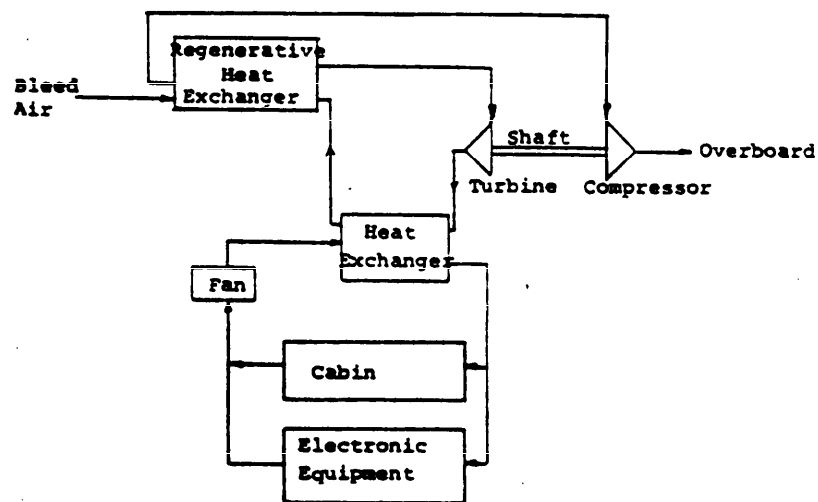 Regenerative
Heat
Exchanger
Bleed
Air
Shaft
Overboard
Turbine
Compressor
Heat
Exchanger
Fan
Cabin
Electronic
Equipment